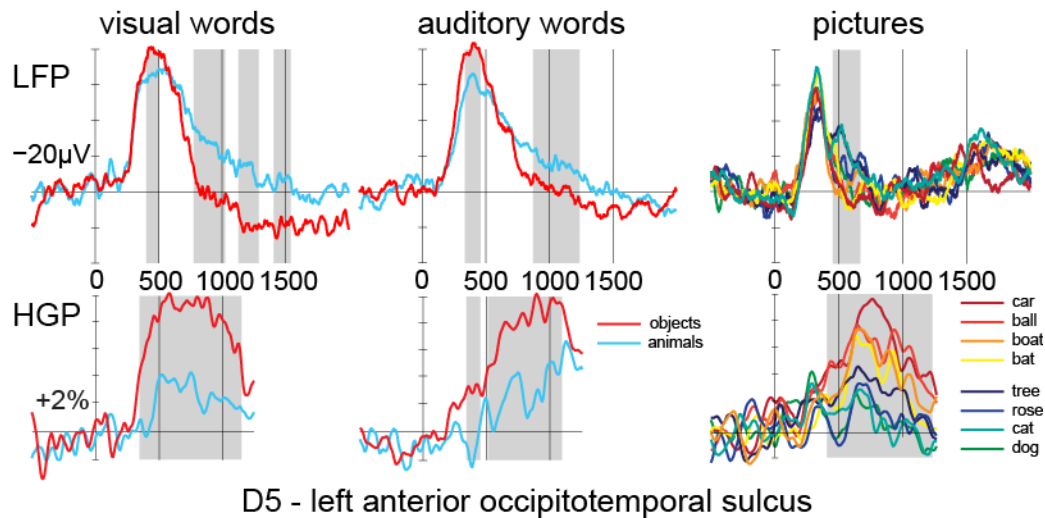 visual words
auditory words
pictures
LFP
−20µV
0 500 1000 1500
0 500 1000 1500
0 500 1000 1500
HGP
+2%
objects
animals
car
ball
boat
bat
tree
rose
cat
dog
D5 - left anterior occipitotemporal sulcus